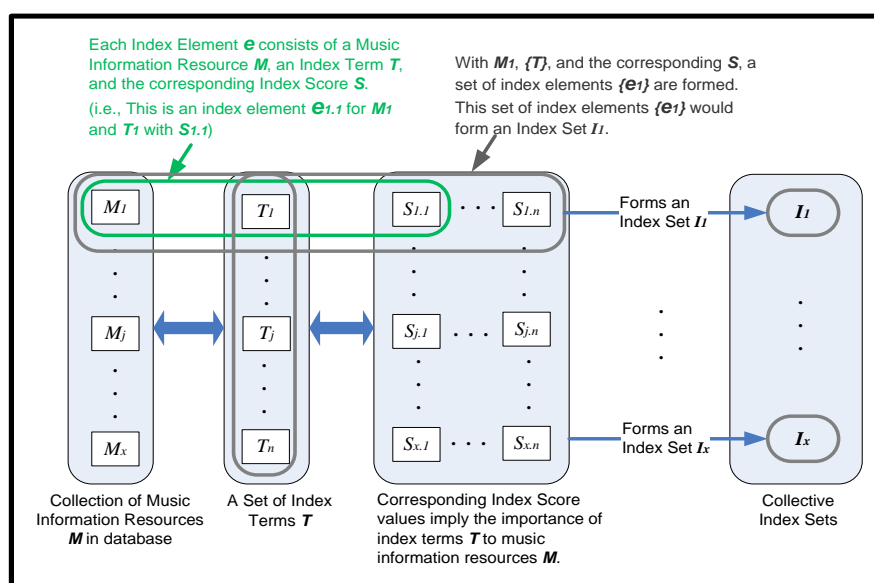 Each Index Element e consists of a Music
Information Resource M, an Index Term T,
and the corresponding Index Score S.
(i.e., This is an index element e1.1 for M1
and T1 with S1.1)
With M1, {T}, and the corresponding S, a
set of index elements {e1} are formed.
This set of index elements {e1} would
form an Index Set I1.
M1 T1 S1.1 . . . S1.n
Forms an
Index Set I1
I1
Mj Tj Sj.1 . . . Sj.n
Mx Tn Sx.1 . . . Sx.n
Forms an
Index Set Ix
Ix
Collection of Music
Information Resources
M in database
A Set of Index
Terms T
Corresponding Index Score
values imply the importance of
index terms T to music
information resources M.
Collective
Index Sets